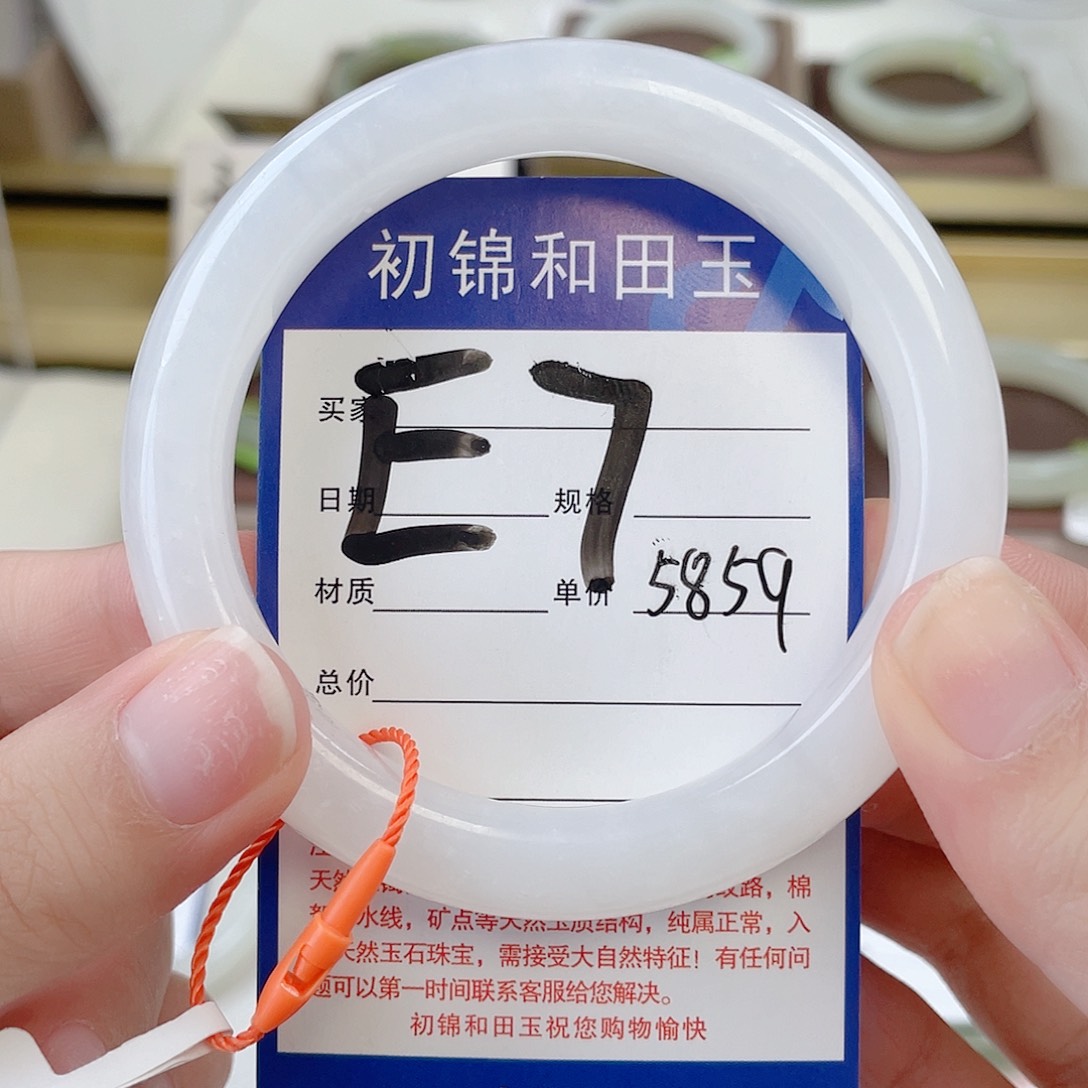 初锦和田玉
E7
买家
日期 规格
材质 单价 5859
总价
天然 纹路，棉
水线，矿点等天然玉质结构，纯属正常，入
天然玉石珠宝，需接受大自然特征！有任何问
题可以第一时间联系客服给您解决。
初锦和田玉祝您购物愉快